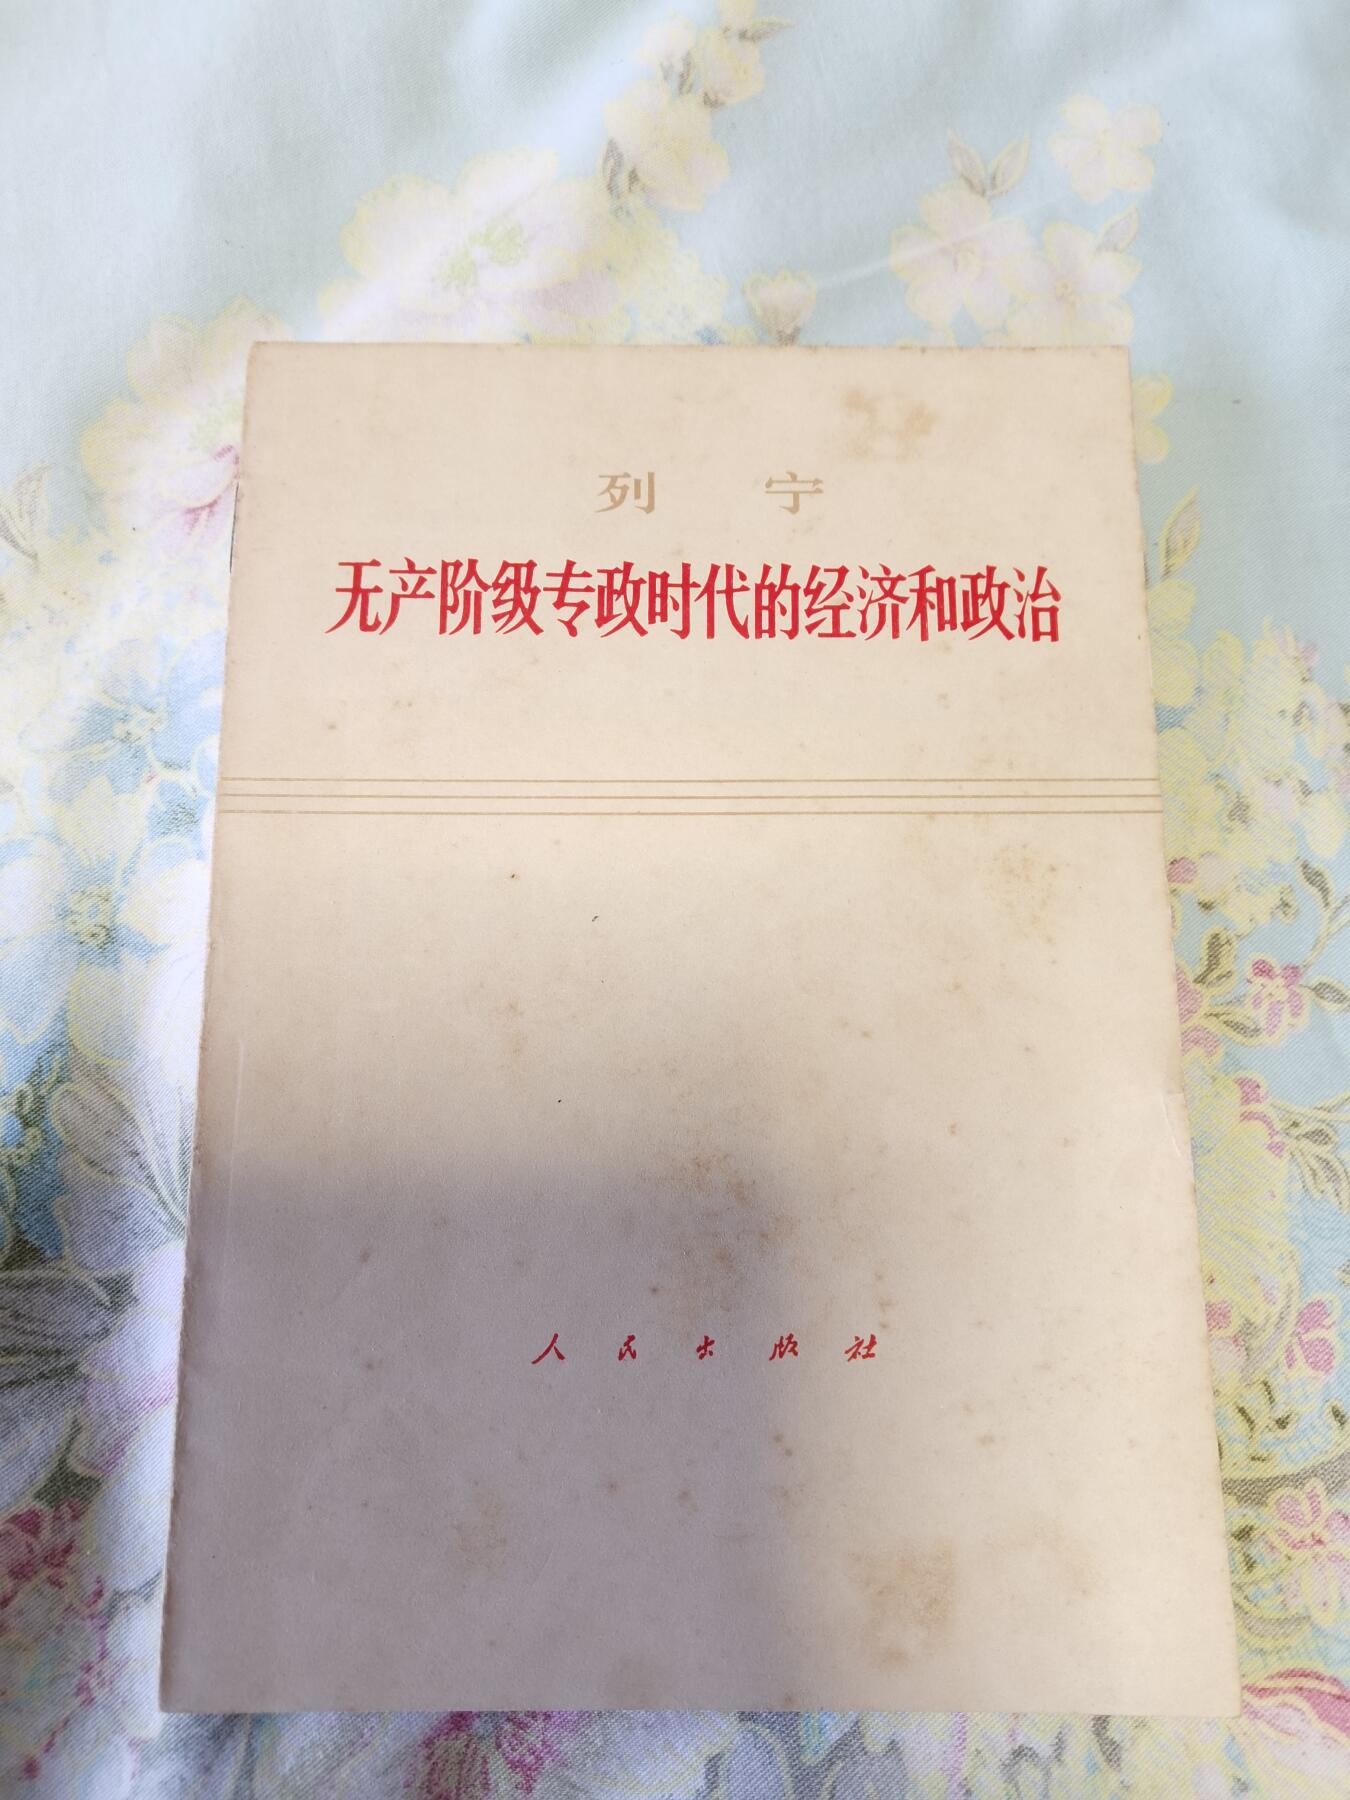 列宁
无产阶级专政时代的经济和政治
人民出版社